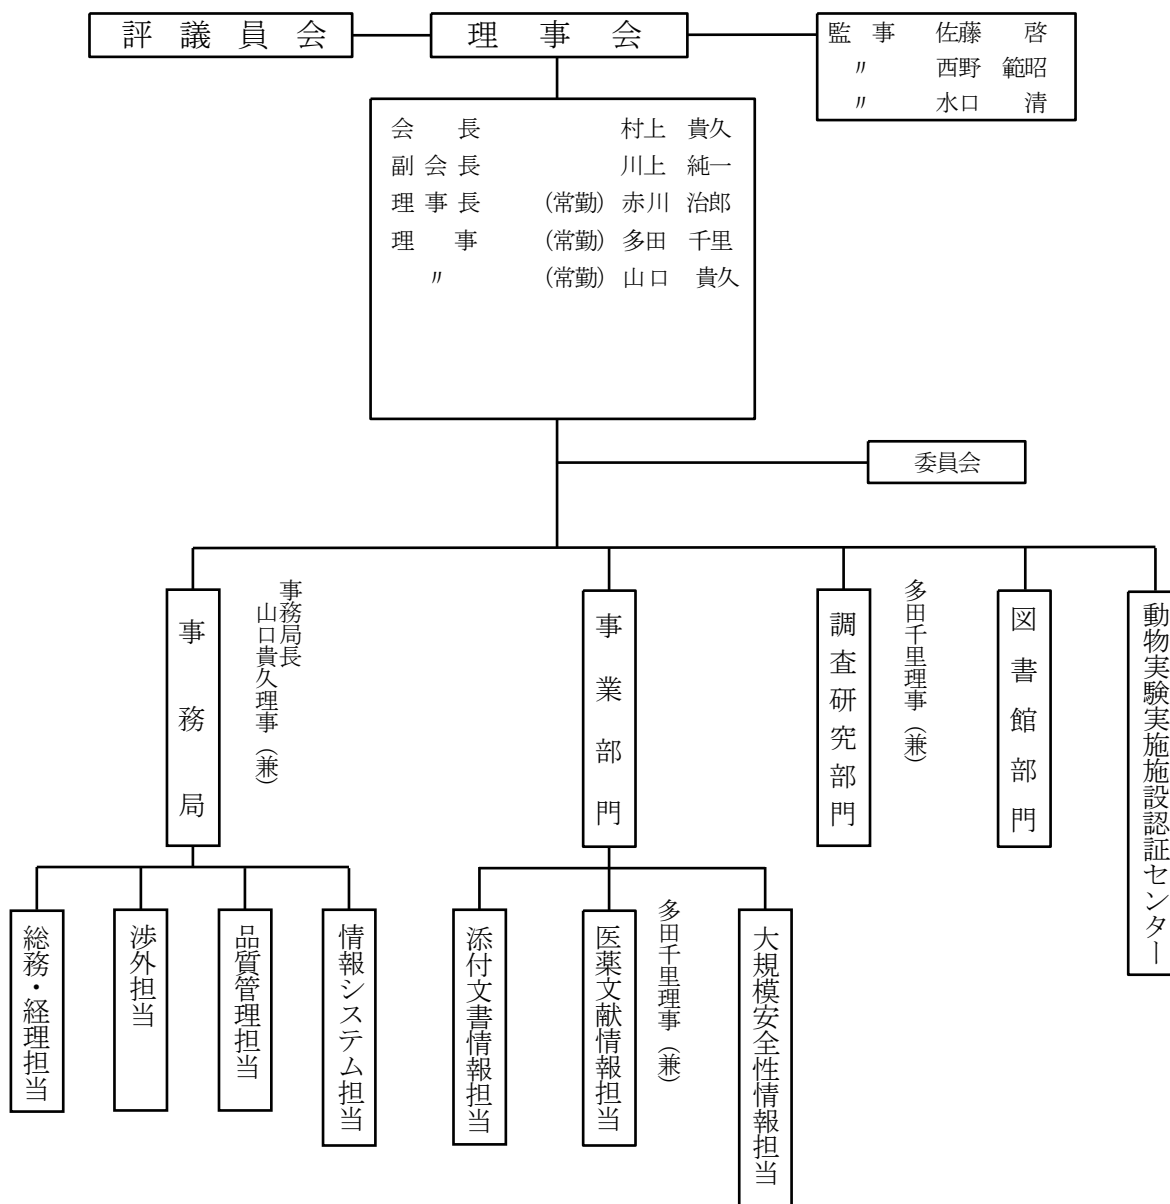 評議員会
理事会
監事 佐藤 啓
〃 西野 範昭
〃 水口 清
会長 村上 貴久
副会長 川上 純一
理事長 (常勤) 赤川 治郎
理事 (常勤) 多田 千里
〃 (常勤) 山口 貴久
委員会
事務局
事務局長
山口貴久理事(兼)
事業部門
調査研究部門
多田千里理事(兼)
図書館部門
動物実験実施施設認証センター
総務・経理担当
渉外担当
品質管理担当
情報システム担当
添付文書情報担当
医薬文献情報担当
多田千里理事(兼)
大規模安全性情報担当